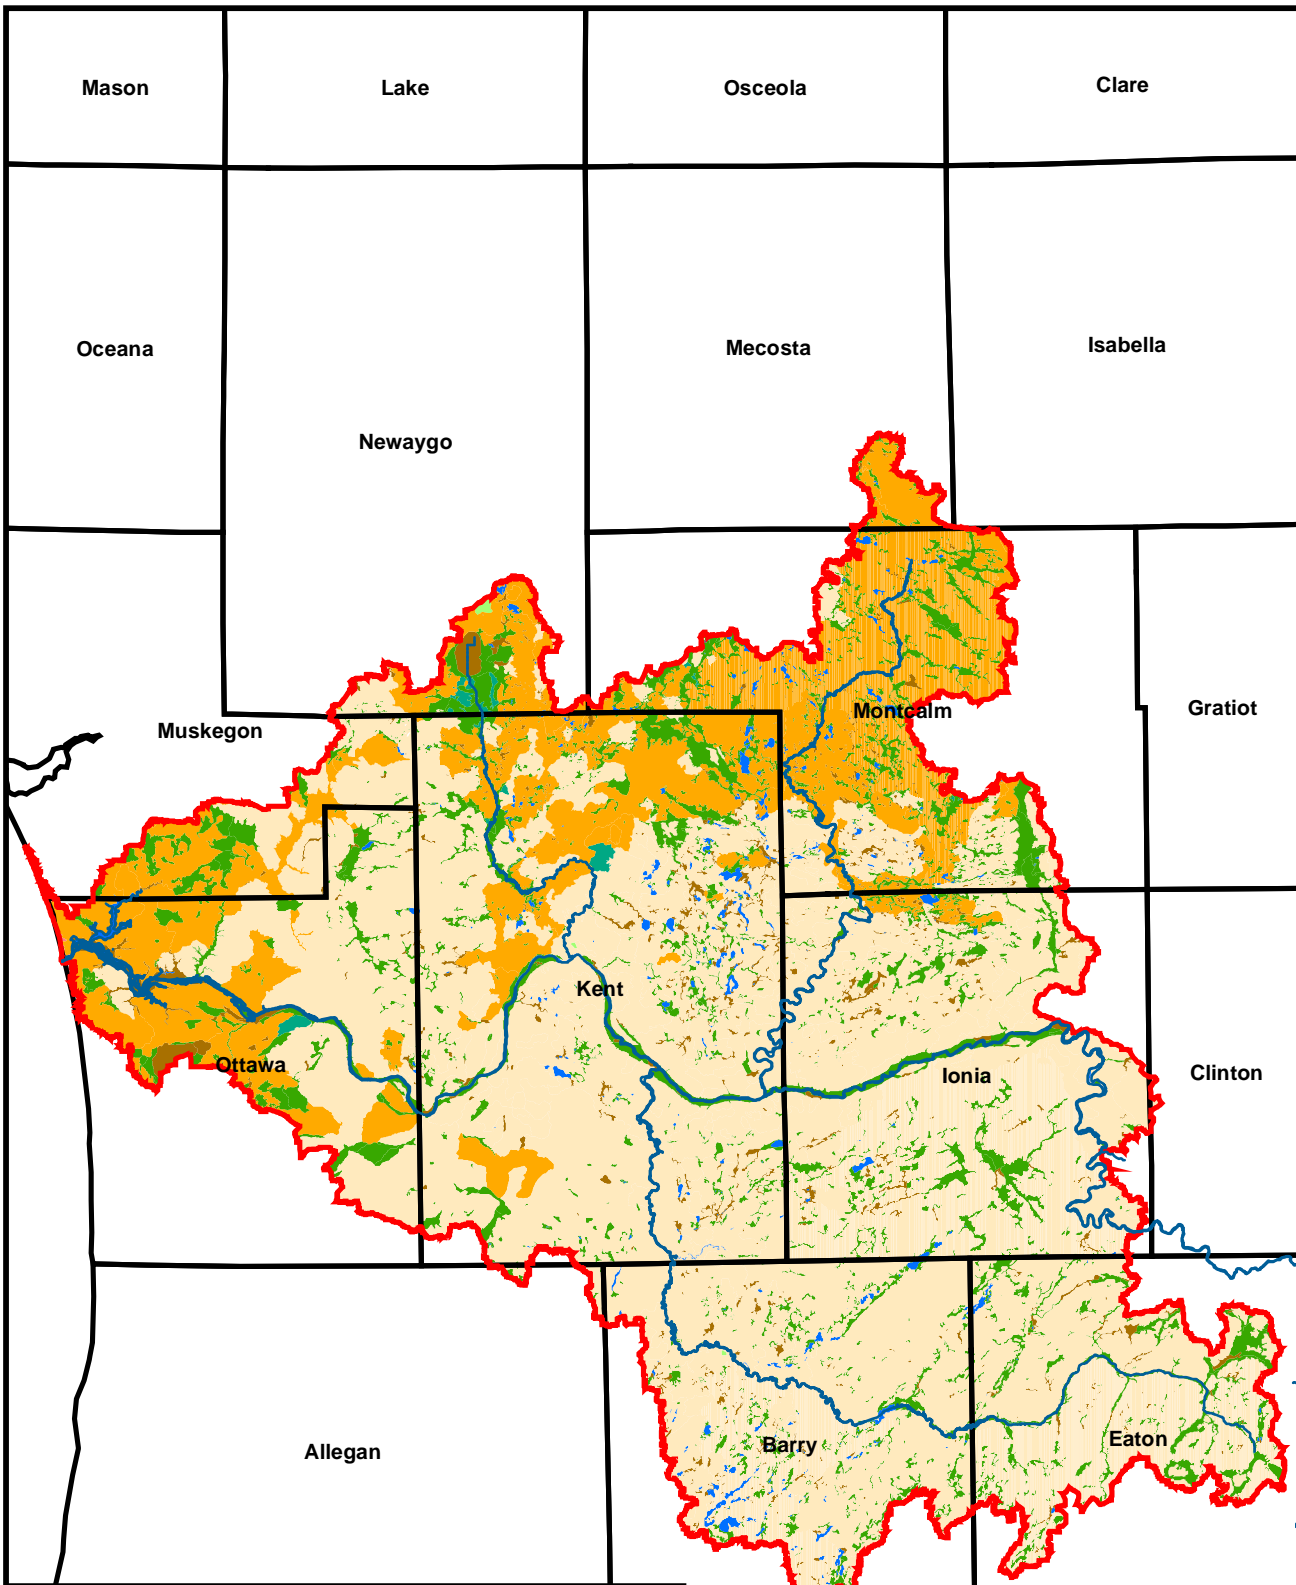 Mason
Lake
Osceola
Clare
Oceana
Mecosta
Isabella
Newaygo
Muskegon
Montcalm
Gratiot
Kent
Ottawa
Ionia
Clinton
Allegan
Barry
Eaton